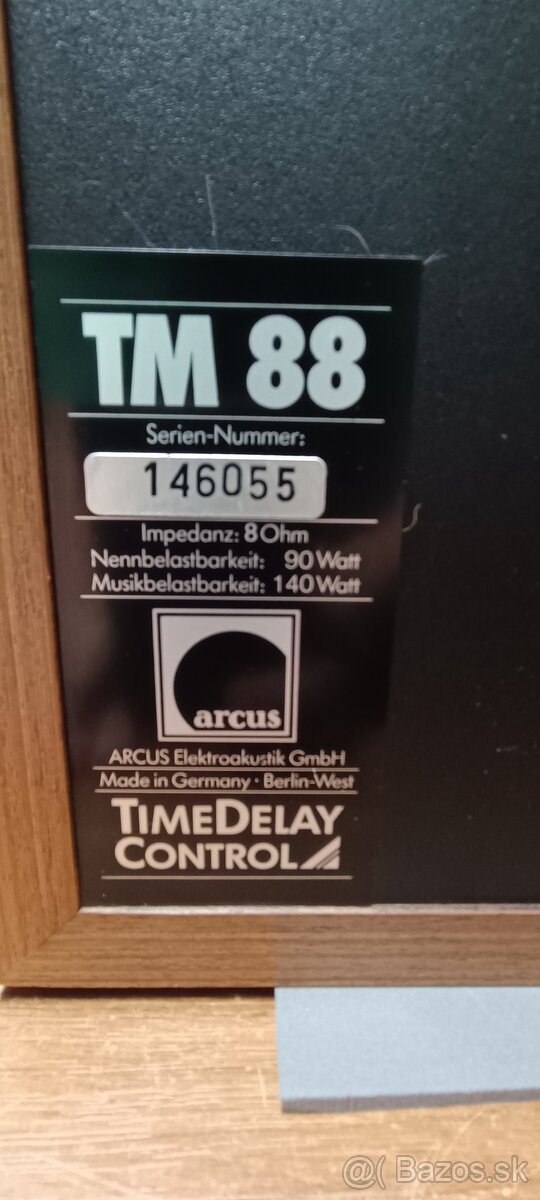 TM 88
Serien-Nummer:
146055
Impedanz: 8 Ohm
Nennbelastbarkeit: 90 Watt
Musikbelastbarkeit: 140 Watt
arcus
ARCUS Elektroakustik GmbH
Made in Germany · Berlin-West
TIMEDELAY
CONTROL
@( Bazos.sk